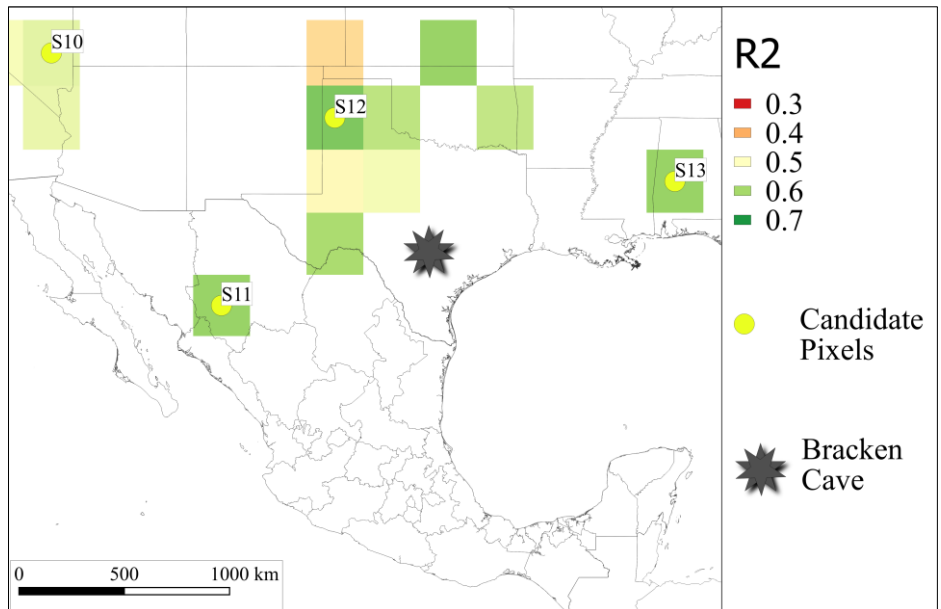 S10
S12
S13
S11
0
500
1000 km
R2
0.3
0.4
0.5
0.6
0.7
Candidate
Pixels
Bracken
Cave